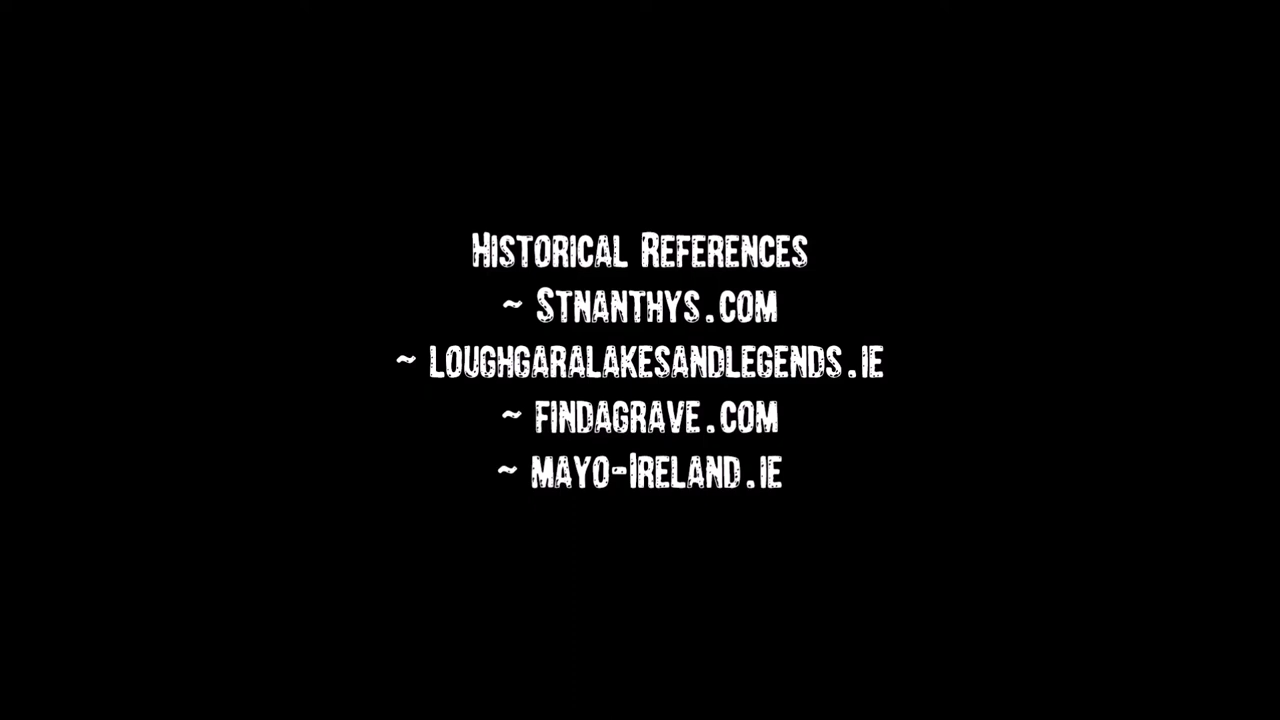 Historical References
~ Stnanthys.com
~ loughgaralakesandlegends.ie
~ findagrave.com
~ mayo-Ireland.ie